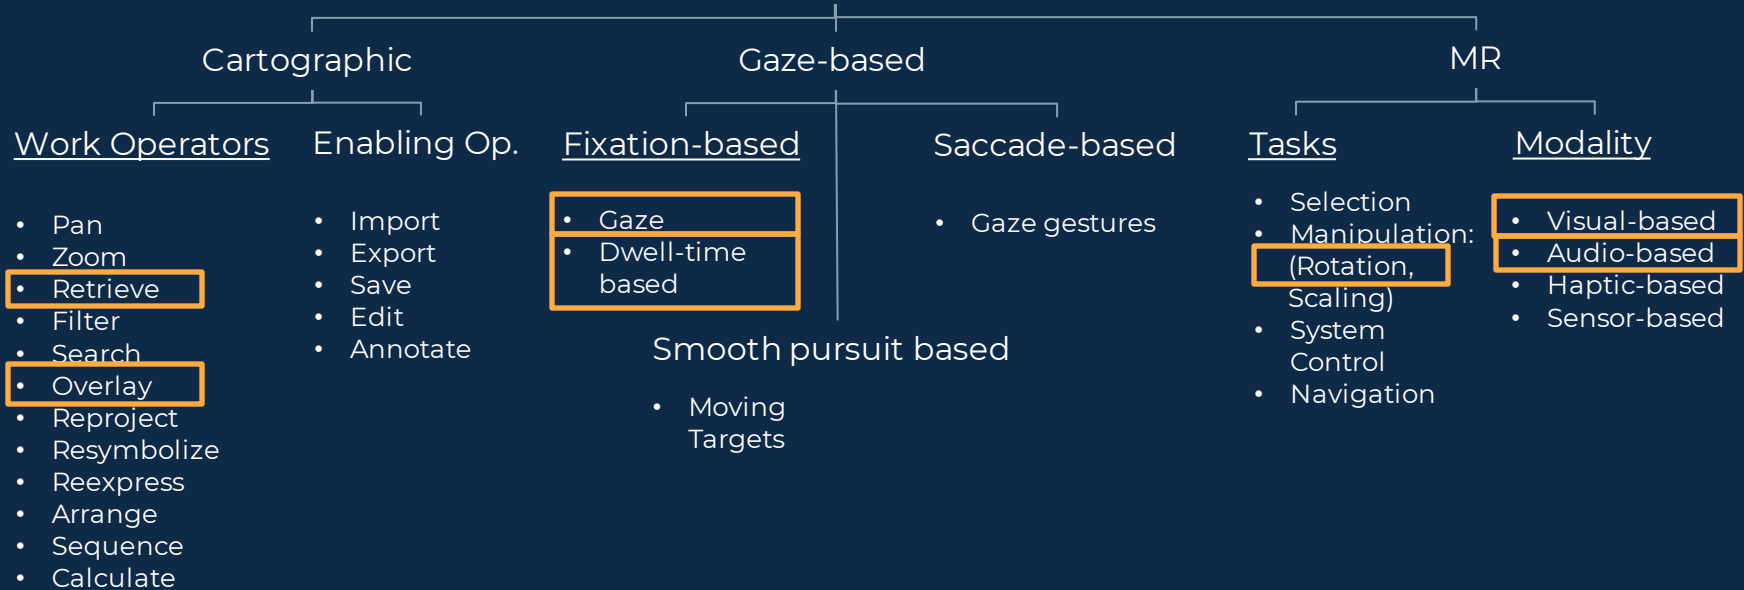 Cartographic
Gaze-based
MR
Work Operators
Enabling Op.
Fixation-based
Saccade-based
Tasks
Modality
• Pan
• Zoom
• Retrieve
• Filter
• Search
• Overlay
• Reproject
• Resymbolize
• Reexpress
• Arrange
• Sequence
• Calculate
• Import
• Export
• Save
• Edit
• Annotate
• Gaze
• Dwell-time
based
Smooth pursuit based
• Moving
Targets
• Gaze gestures
• Selection
• Manipulation:
(Rotation,
Scaling)
• System
Control
• Navigation
• Visual-based
• Audio-based
• Haptic-based
• Sensor-based